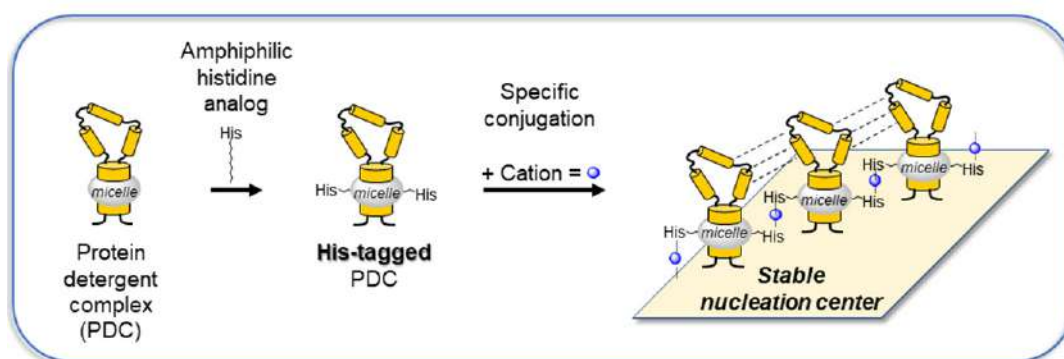 Amphiphilic
histidine
analog
His
micelle
Protein
detergent
complex
(PDC)
His micelle His
His-tagged
PDC
Specific
conjugation
+ Cation =
His micelle His
His micelle His
His micelle His
Stable
nucleation center